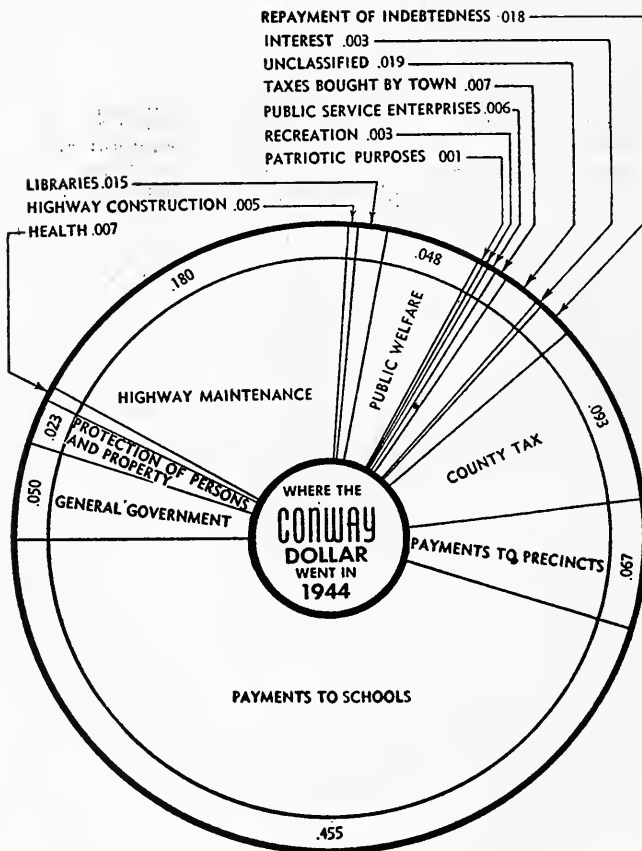 REPAYMENT OF INDEBTEDNESS .018
INTEREST .003
UNCLASSIFIED .019
TAXES BOUGHT BY TOWN .007
PUBLIC SERVICE ENTERPRISES .006
RECREATION .003
PATRIOTIC PURPOSES 001
LIBRARIES .015
HIGHWAY CONSTRUCTION .005
HEALTH .007
.180
.048
HIGHWAY MAINTENANCE
PUBLIC WELFARE
.093
COUNTY TAX
.023
PROTECTION OF PERSONS
AND PROPERTY
.050
GENERAL GOVERNMENT
WHERE THE
CONWAY
DOLLAR
WENT IN
1944
PAYMENTS TO PRECINCTS
.067
PAYMENTS TO SCHOOLS
.455